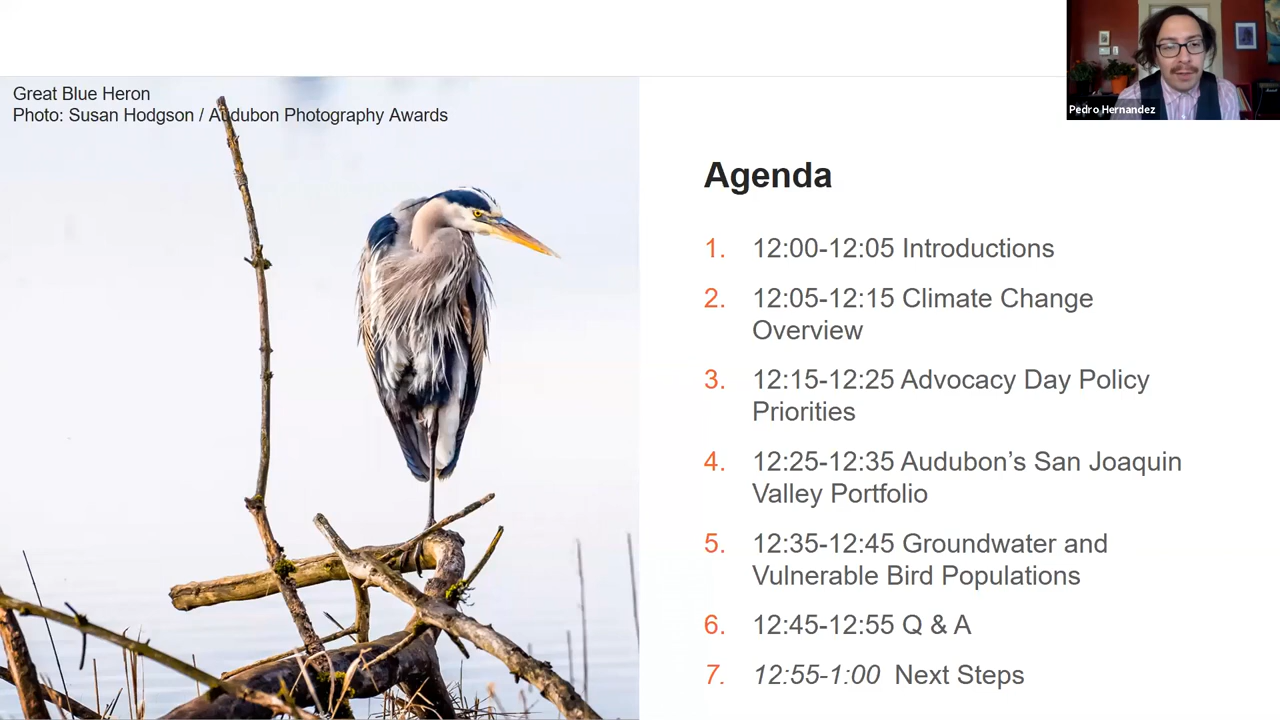 Great Blue Heron
Photo: Susan Hodgson / Audubon Photography Awards
Pedro Hernandez
Agenda
1. 12:00-12:05 Introductions
2. 12:05-12:15 Climate Change
Overview
3. 12:15-12:25 Advocacy Day Policy
Priorities
4. 12:25-12:35 Audubon’s San Joaquin
Valley Portfolio
5. 12:35-12:45 Groundwater and
Vulnerable Bird Populations
6. 12:45-12:55 Q & A
7. 12:55-1:00 Next Steps